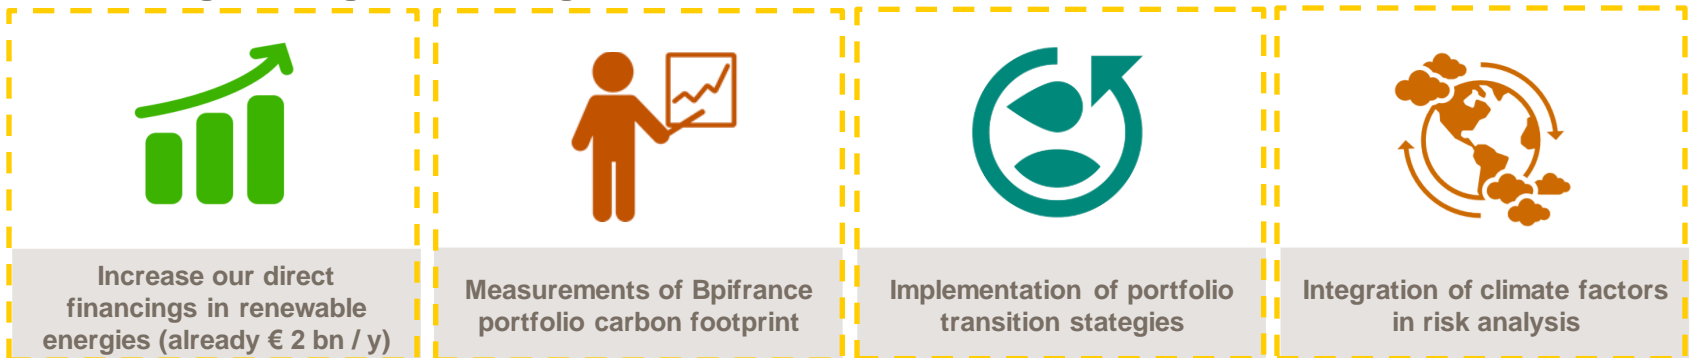 Increase our direct
financings in renewable
energies (already € 2 bn / y)
Measurements of Bpifrance
portfolio carbon footprint
Implementation of portfolio
transition stategies
Integration of climate factors
in risk analysis